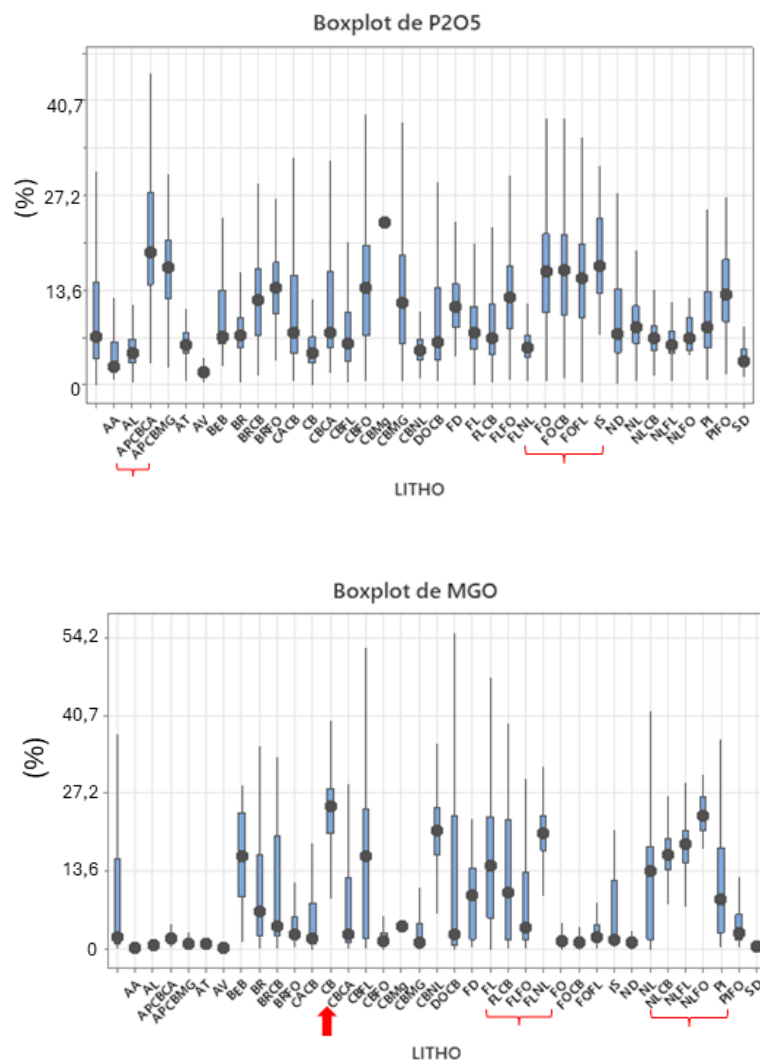 Boxplot de P2O5
(%)
40,7
27,2
13,6
0
AA AL APCBCA APCBMG AT AV BEB BR BRCB BRFO CACB CB CBCA CBFL CBFO CBMg CBMG CBNL DOCB FD FL FLCB FLFO FLNL FO FOCB FOFL IS ND NL NLCB NLFL NLFO PI PIFO SD
LITHO
Boxplot de MGO
(%)
54,2
40,7
27,2
13,6
0
AA AL APCBCA APCBMG AT AV BEB BR BRCB BRFO CACB CB CBCA CBFL CBFO CBMg CBMG CBNL DOCB FD FL FLCB FLFO FLNL FO FOCB FOFL IS ND NL NLCB NLFL NLFO PI PIFO SD
LITHO